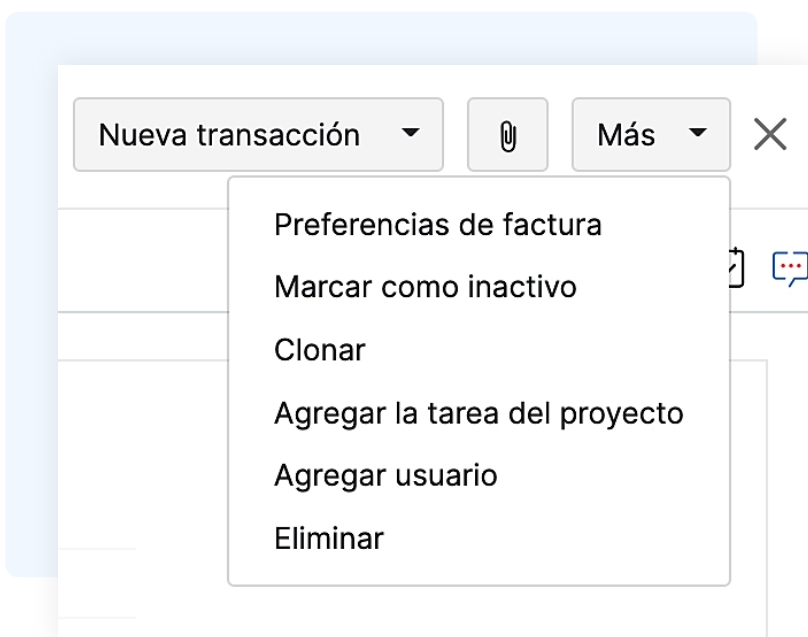 Nueva transacción
Más
Preferencias de factura
Marcar como inactivo
Clonar
Agregar la tarea del proyecto
Agregar usuario
Eliminar